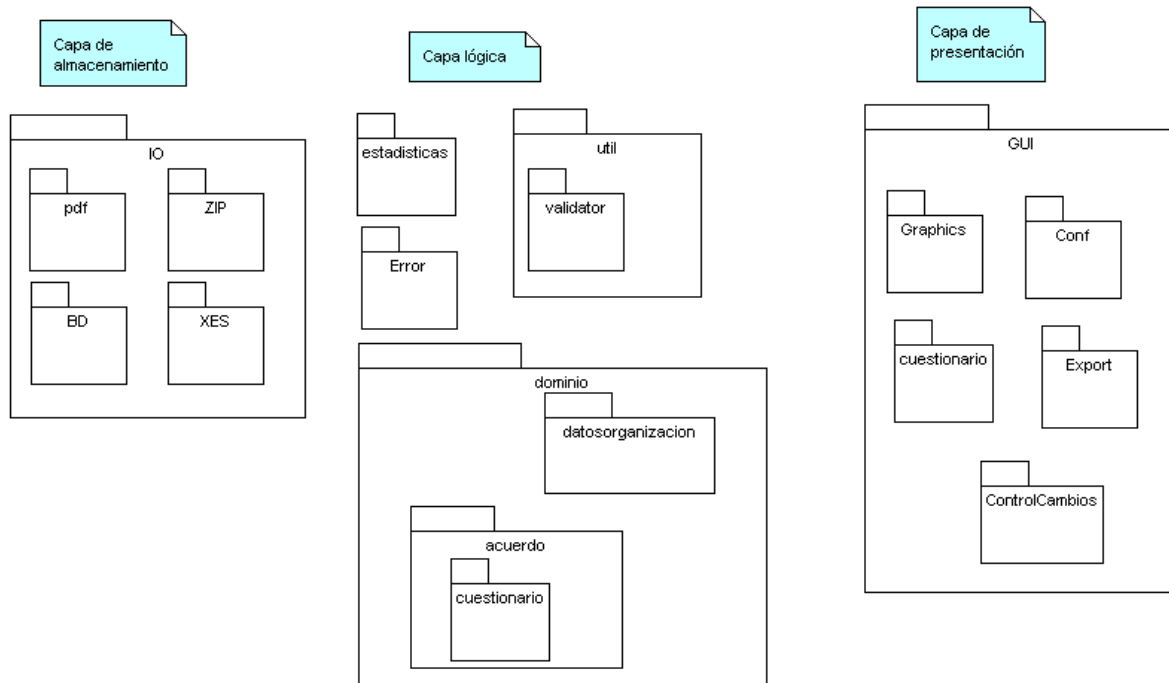 Capa de
almacenamiento
IO
pdf
ZIP
BD
XES
Capa lógica
estadisticas
util
validator
Error
dominio
datosorganizacion
acuerdo
cuestionario
Capa de
presentación
GUI
Graphics
Conf
cuestionario
Export
ControlCambios